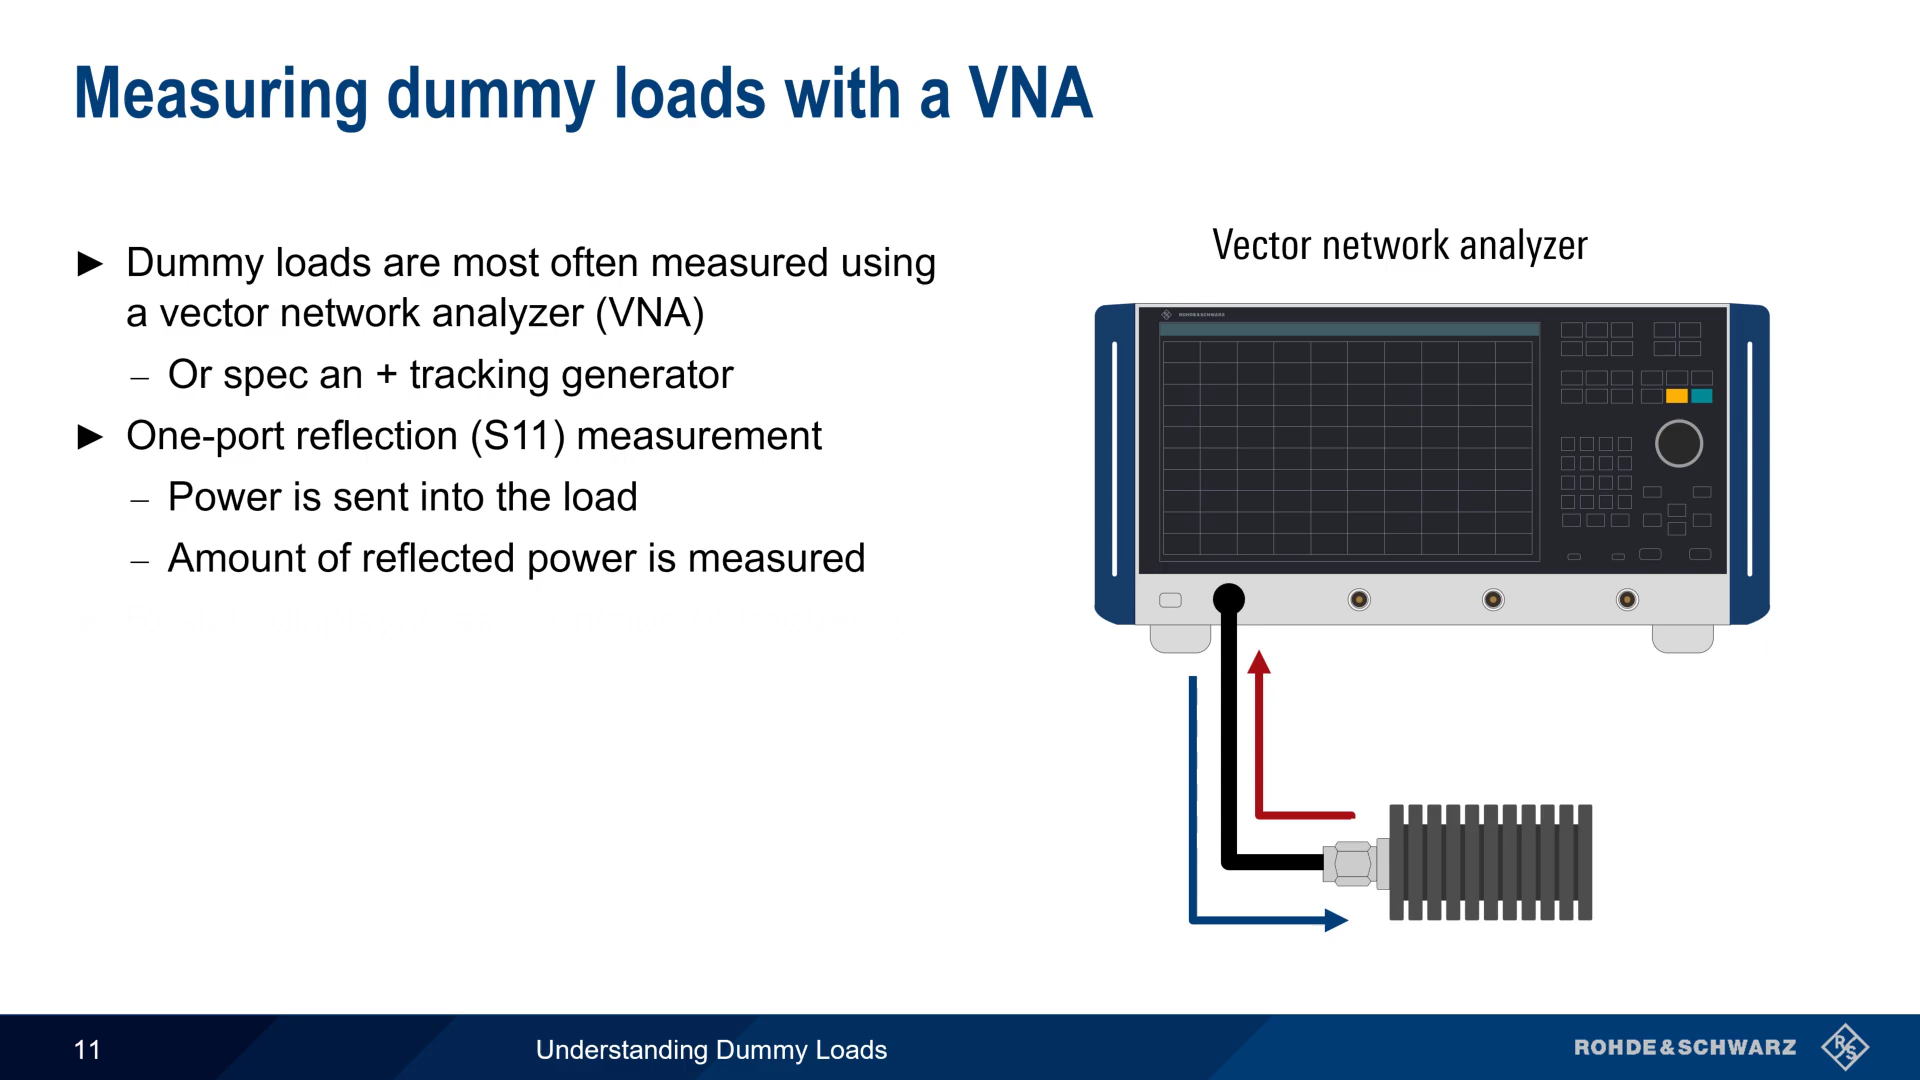 Measuring dummy loads with a VNA
► Dummy loads are most often measured using
a vector network analyzer (VNA)
– Or spec an + tracking generator
► One-port reflection (S11) measurement
– Power is sent into the load
– Amount of reflected power is measured
Vector network analyzer
ROHDE&SCHWARZ
11
Understanding Dummy Loads
ROHDE&SCHWARZ
R&S